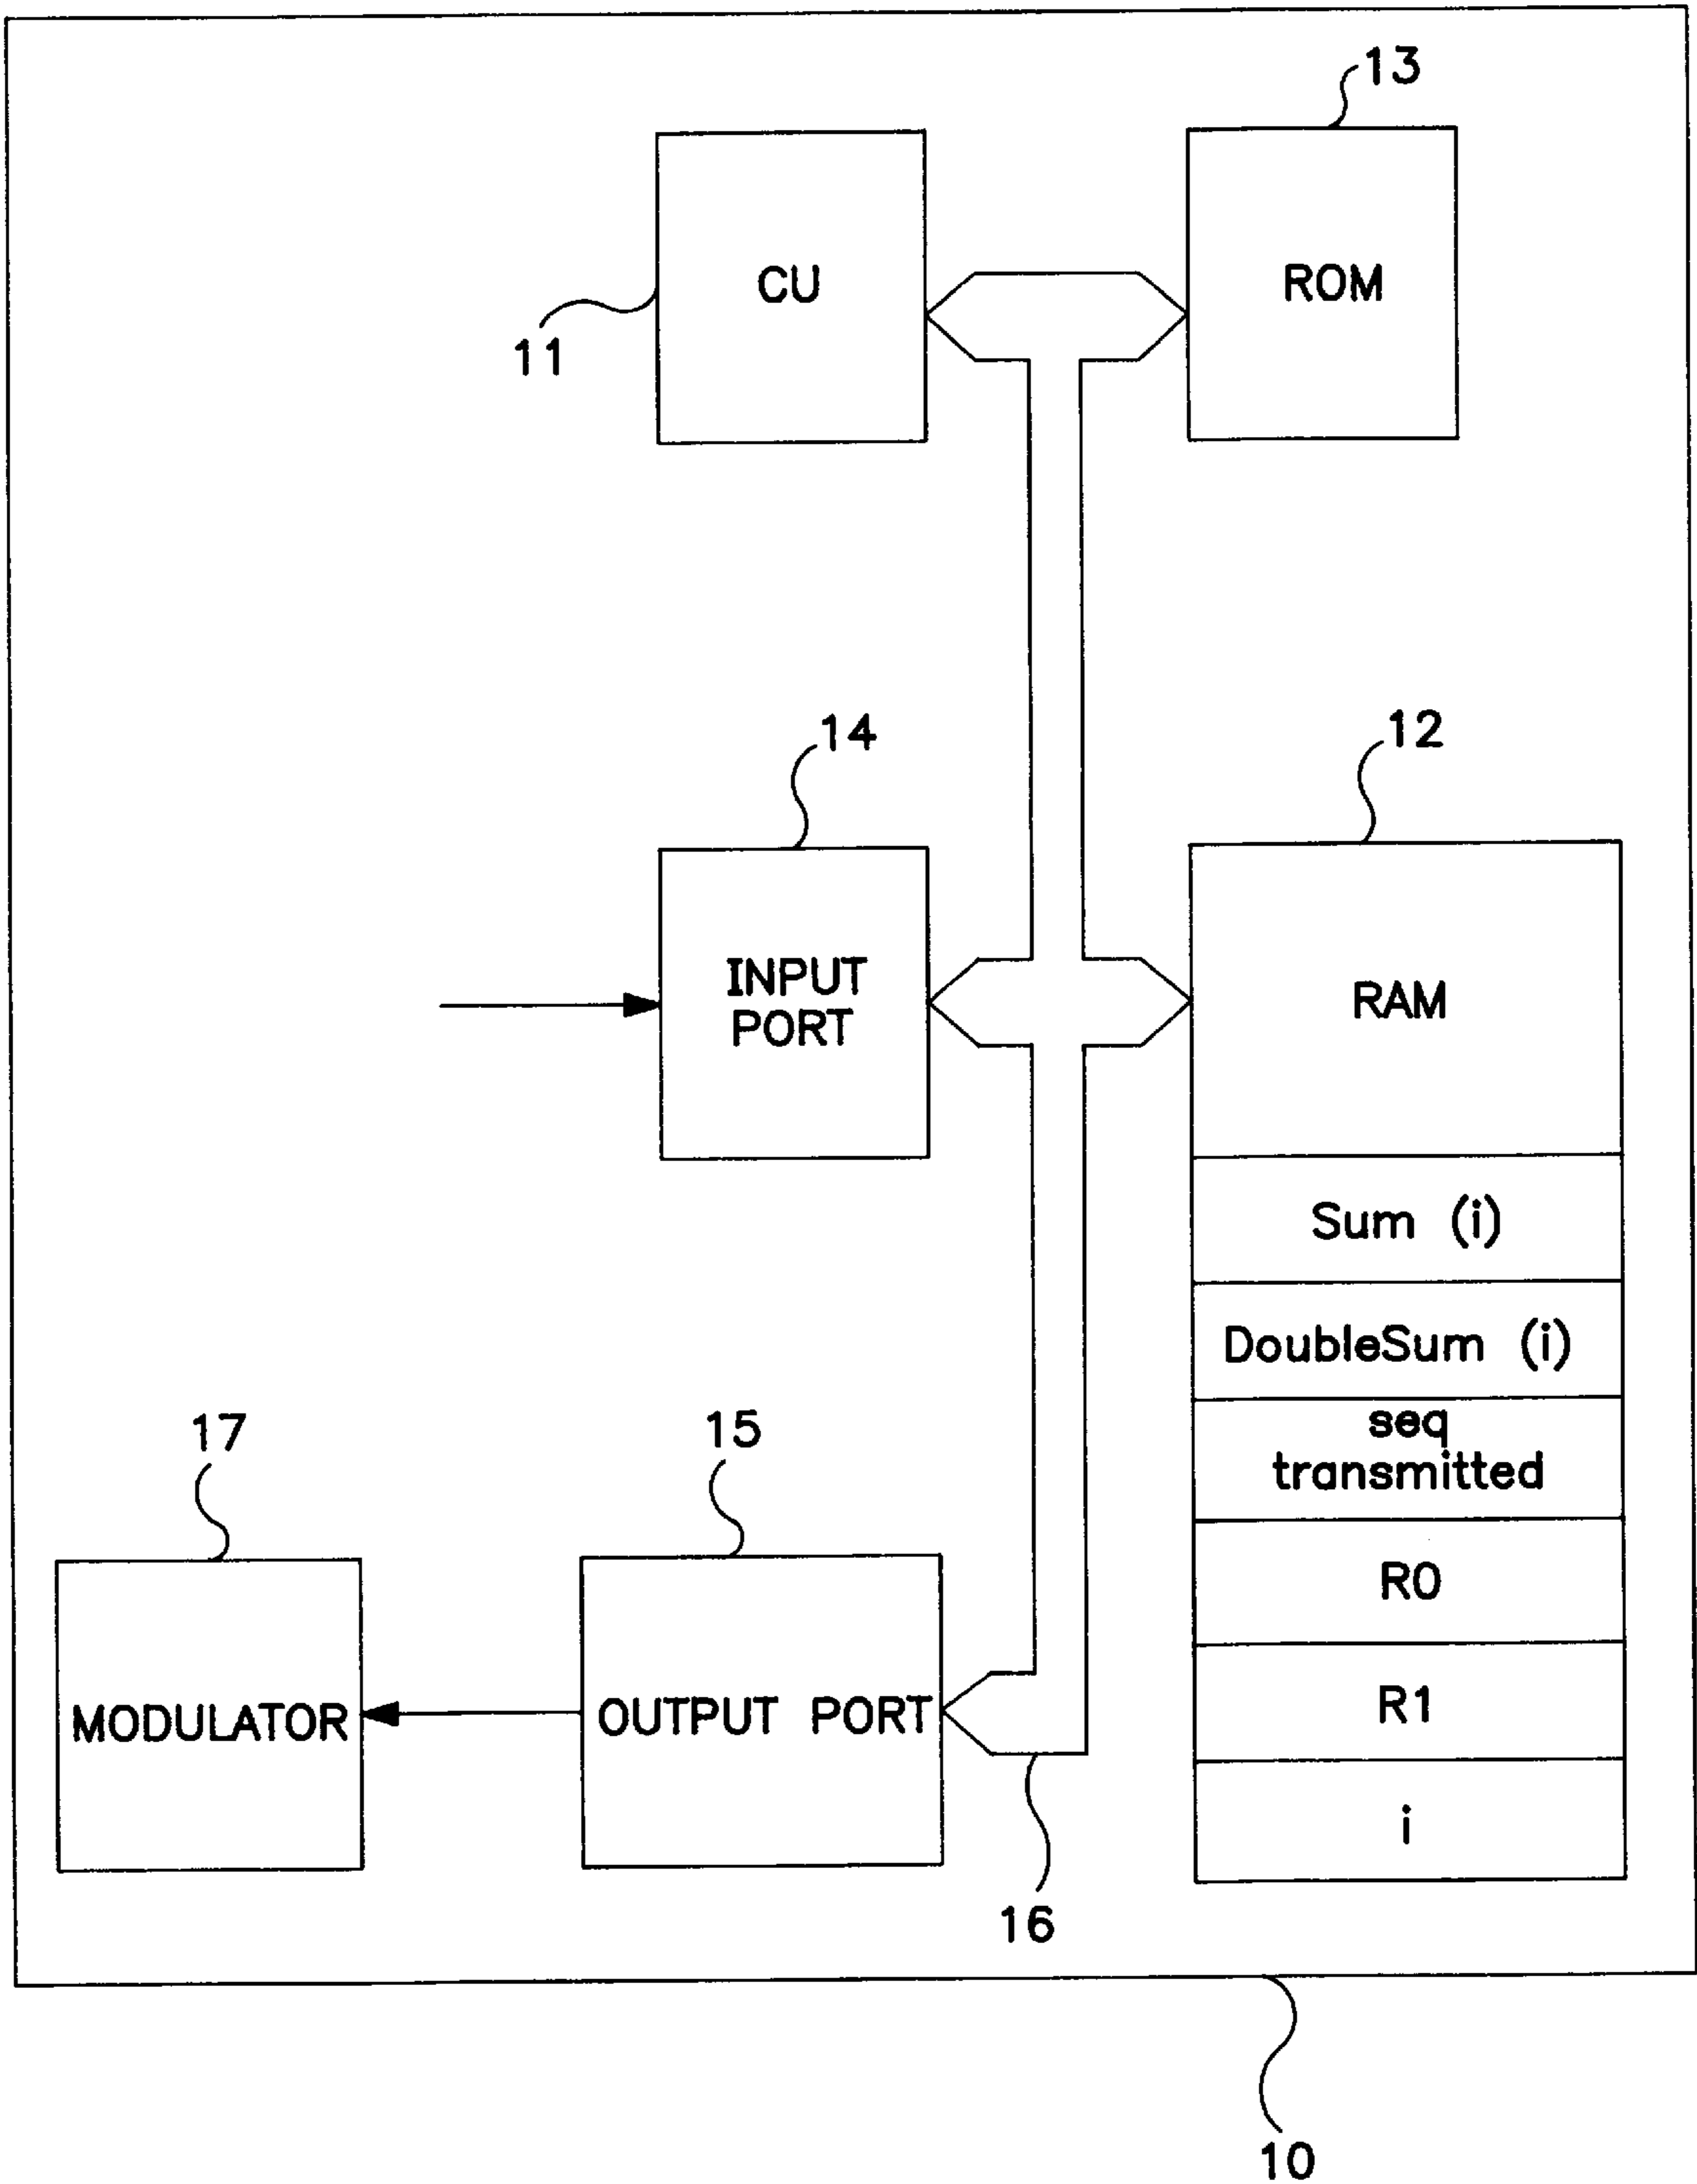 13
CU
ROM
11
14
12
INPUT
PORT
RAM
Sum (i)
DoubleSum (i)
seq
transmitted
17
15
R0
R1
MODULATOR
OUTPUT PORT
i
16
10